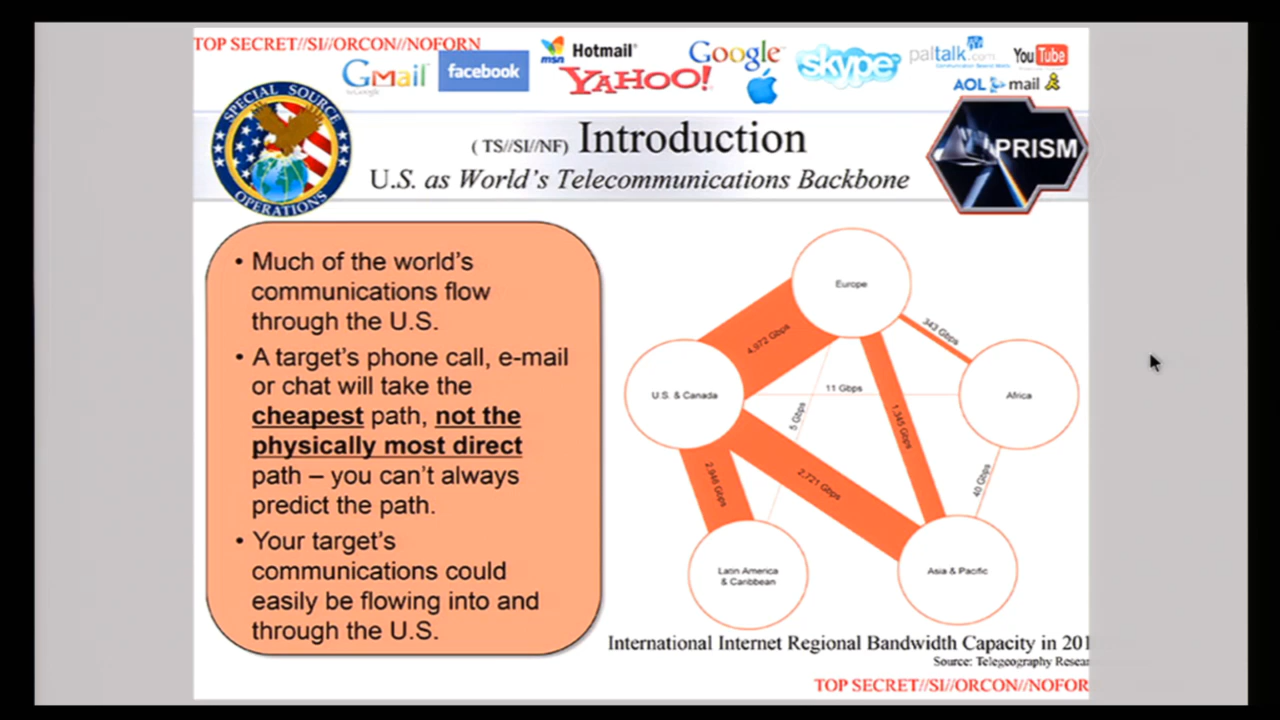 TOP SECRET//SI//ORCON//NOFORN
Gmail
by Google
facebook
msn Hotmail
YAHOO!
Google
skype
paltalk.com
You Tube
AOL mail
SPECIAL SOURCE
OPERATIONS
( TS//SI//NF) Introduction
U.S. as World's Telecommunications Backbone
PRISM
• Much of the world's
communications flow
through the U.S.
• A target's phone call, e-mail
or chat will take the
cheapest path, not the
physically most direct
path – you can't always
predict the path.
• Your target's
communications could
easily be flowing into and
through the U.S.
Europe
4,972 Gbps
343 Gbps
U.S. & Canada
11 Gbps
Africa
5 Gbps
1,345 Gbps
2,721 Gbps
40 Gbps
Latin America
& Caribbean
Asia & Pacific
International Internet Regional Bandwidth Capacity in 201
Source: Telegeography Resear
TOP SECRET//SI//ORCON//NOFOR